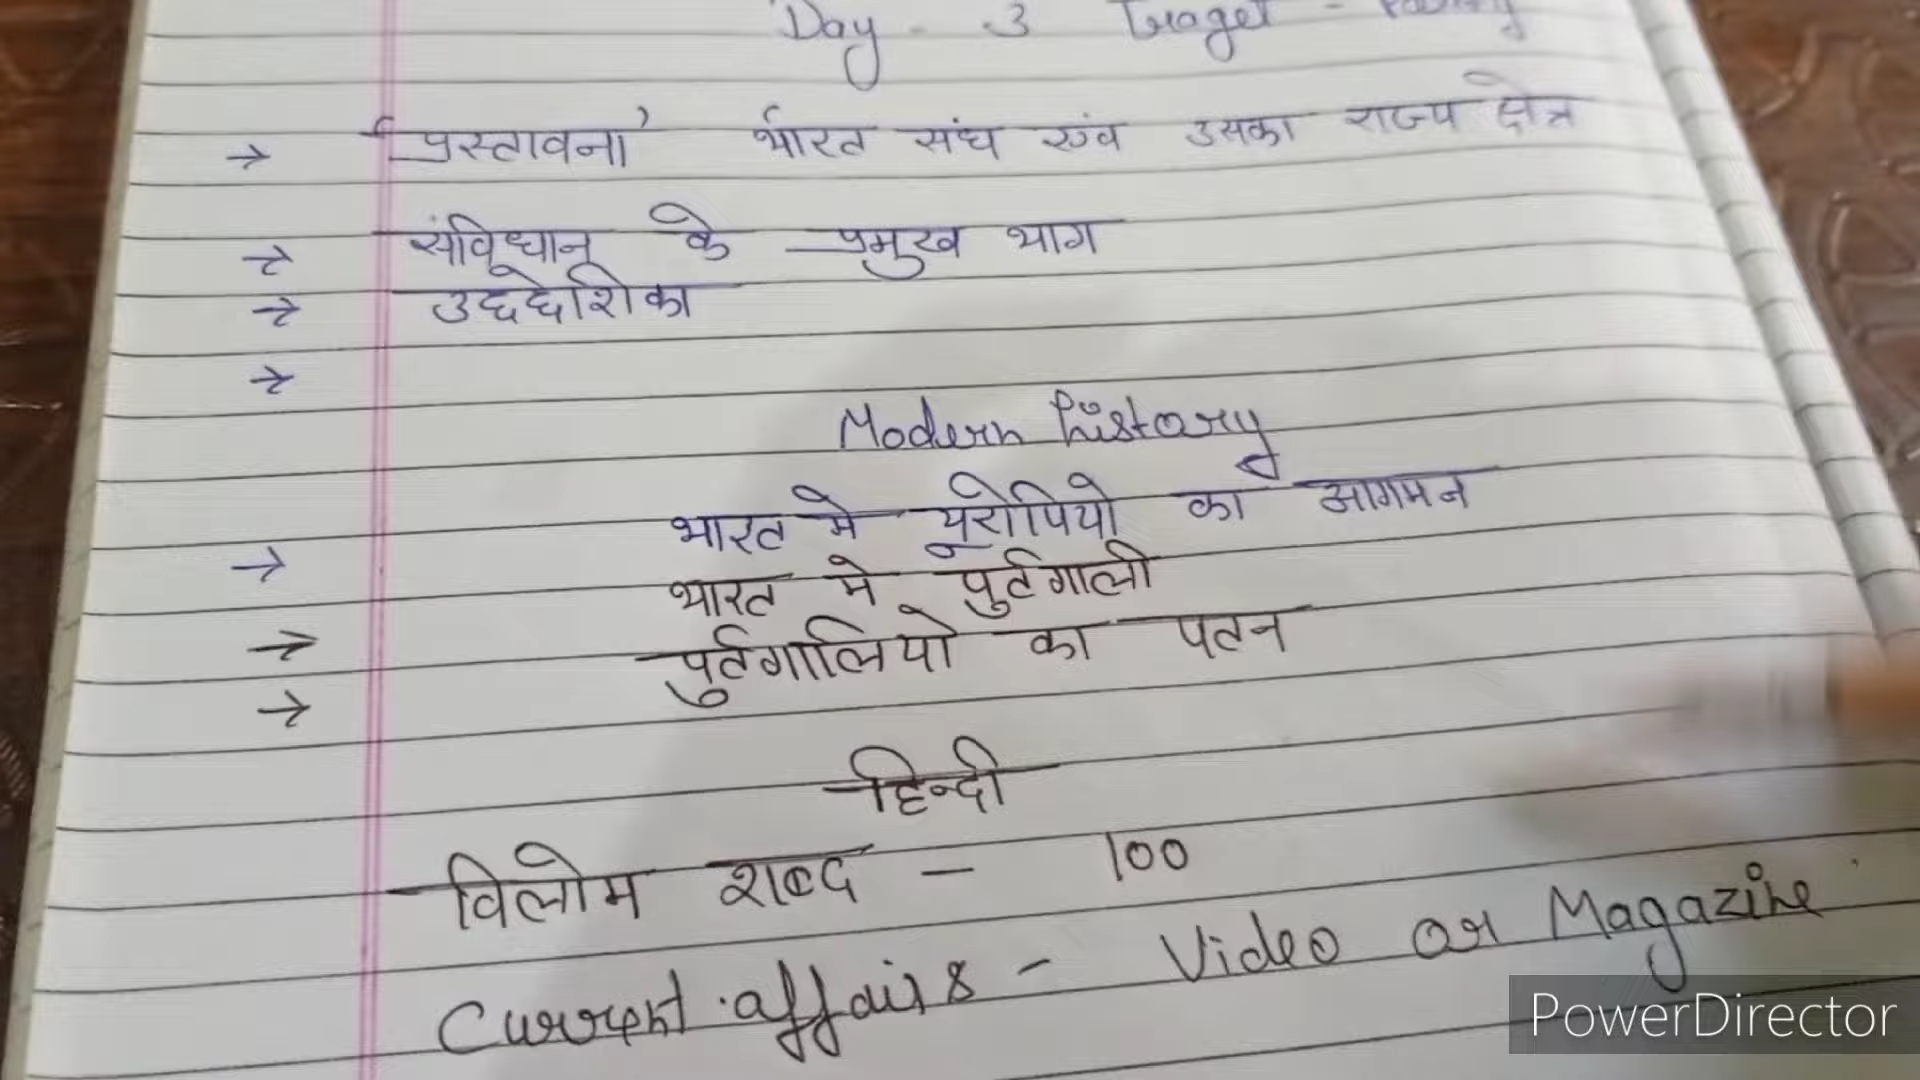 Day - 3 Traget -
→ 'प्रस्तावना' भारत संघ एंव उसका राज्य क्षेत्र
→ संविधान के प्रमुख भाग
→ उद्देशिका
→
Modern history
→ भारत मे यूरोपियो का आगमन
→ भारत मे पुर्तगाली
→ पुर्तगालियो का पतन
हिन्दी
विलोम शब्द - 100
Current affairs - Video or Magazine
PowerDirector